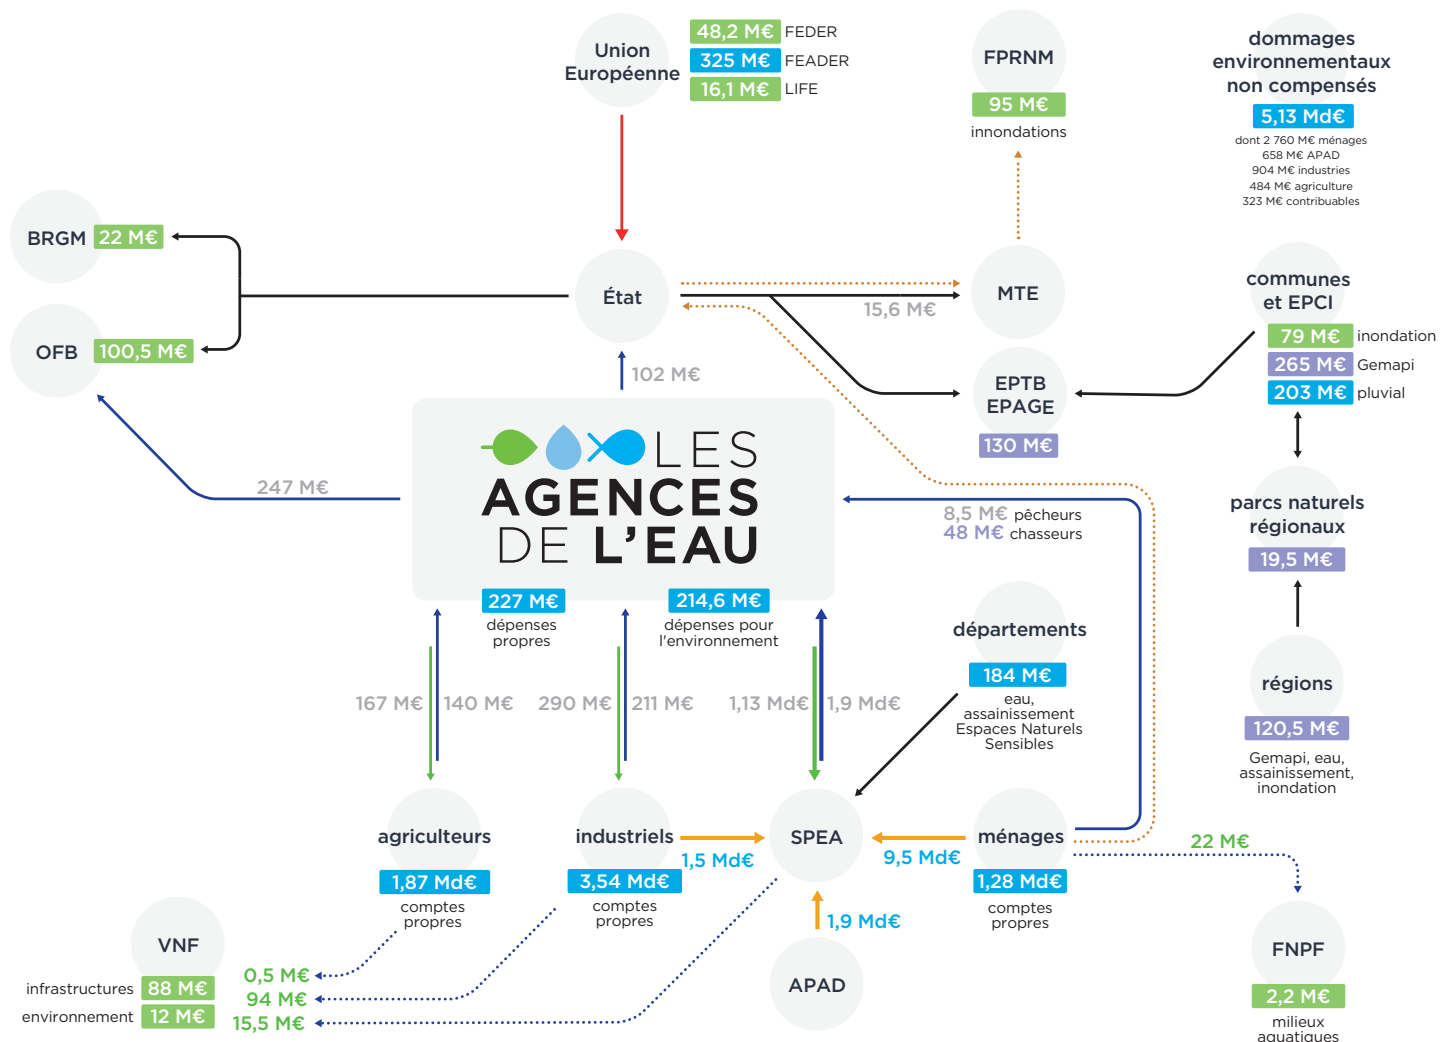 Union
Européenne
48,2 M€ FEDER
325 M€ FEADER
16,1 M€ LIFE
FPRNM
95 M€
innondations
dommages
environnementaux
non compensés
5,13 Md€
dont 2 760 M€ ménages
658 M€ APAD
904 M€ industries
484 M€ agriculture
323 M€ contribuables
BRGM 22 M€
OFB 100,5 M€
État
15,6 M€
MTE
communes
et EPCI
79 M€ inondation
265 M€ Gemapi
203 M€ pluvial
102 M€
EPTB
EPAGE
130 M€
247 M€
LES
AGENCES
DE L'EAU
227 M€
dépenses
propres
214,6 M€
dépenses pour
l'environnement
8,5 M€ pêcheurs
48 M€ chasseurs
parcs naturels
régionaux
19,5 M€
départements
184 M€
eau,
assainissement
Espaces Naturels
Sensibles
régions
120,5 M€
Gemapi, eau,
assainissement,
inondation
167 M€ 140 M€
290 M€ 211 M€
1,13 Md€ 1,9 Md€
agriculteurs
1,87 Md€
comptes
propres
industriels
3,54 Md€
comptes
propres
1,5 Md€
SPEA
9,5 Md€
ménages
1,28 Md€
comptes
propres
22 M€
1,9 Md€
APAD
VNF
infrastructures 88 M€
environnement 12 M€
0,5 M€
94 M€
15,5 M€
FNPF
2,2 M€
milieux
aquatiques